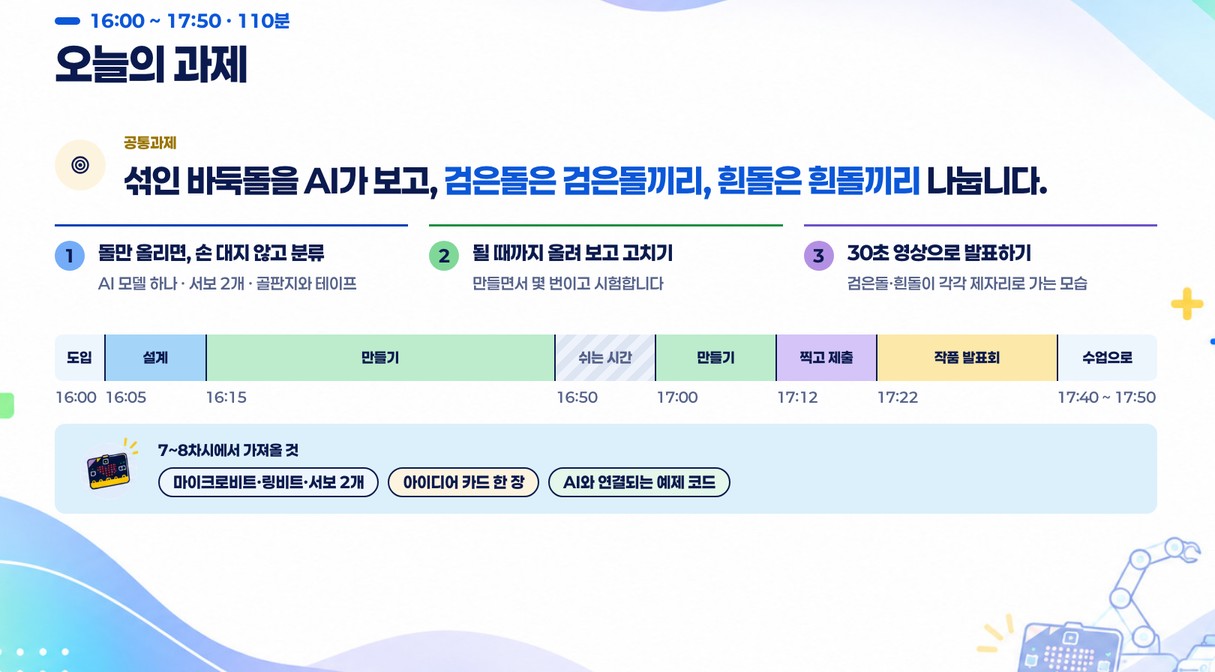 16:00 ~ 17:50 · 110분
오늘의 과제
공통과제
섞인 바둑돌을 AI가 보고, 검은돌은 검은돌끼리, 흰돌은 흰돌끼리 나눕니다.
1 돌만 올리면, 손 대지 않고 분류
AI 모델 하나 · 서보 2개 · 골판지와 테이프
2 될 때까지 올려 보고 고치기
만들면서 몇 번이고 시험합니다
3 30초 영상으로 발표하기
검은돌·흰돌이 각각 제자리로 가는 모습
도입 설계 만들기 쉬는 시간 만들기 찍고 제출 작품 발표회 수업으로
16:00 16:05 16:15 16:50 17:00 17:12 17:22 17:40 ~ 17:50
7~8차시에서 가져올 것
마이크로비트·링비트·서보 2개 아이디어 카드 한 장 AI와 연결되는 예제 코드